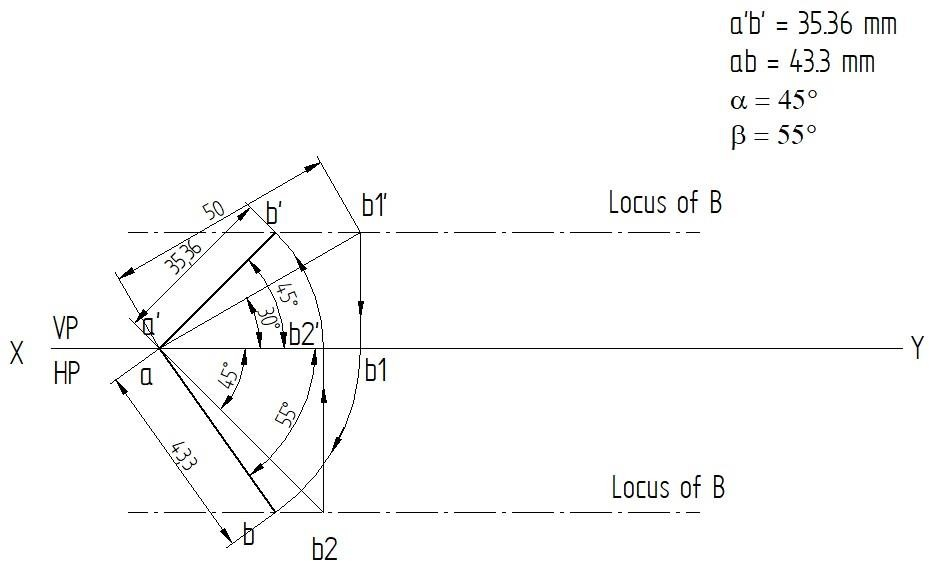 a'b' = 35.36 mm
ab = 43.3 mm
α = 45°
β = 55°
50
b'
b1'
Locus of B
35,36
45°
30°
a'
b2'
VP
X
Y
HP
a
b1
45°
55°
43,3
Locus of B
b
b2